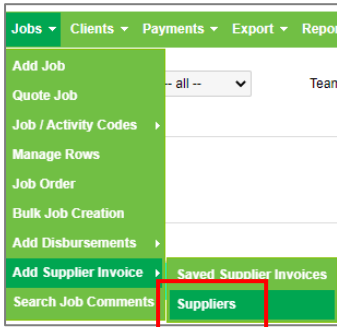 Jobs Clients Payments Export
Add Job
-- all -- Team
Quote Job
Job / Activity Codes
Manage Rows
Job Order
Bulk Job Creation
Add Disbursements
Add Supplier Invoice Saved Supplier Invoices
Search Job Comments Suppliers